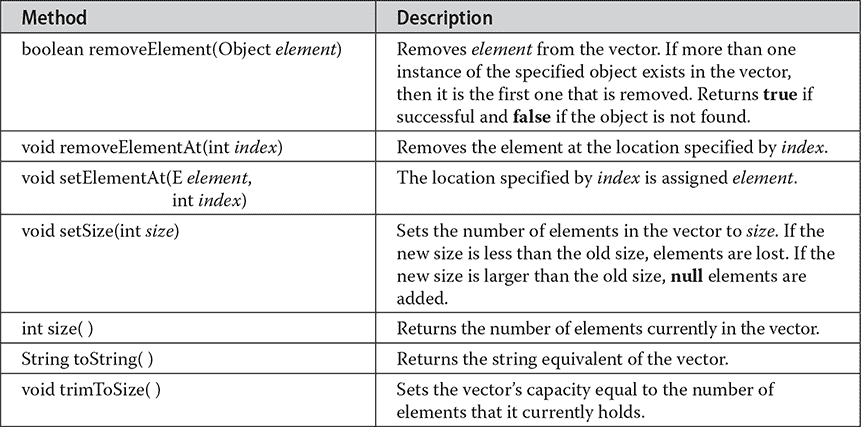 Method Description
boolean removeElement(Object element) Removes element from the vector. If more than one
instance of the specified object exists in the vector,
then it is the first one that is removed. Returns true if
successful and false if the object is not found.
void removeElementAt(int index) Removes the element at the location specified by index.
void setElementAt(E element, The location specified by index is assigned element.
int index)
void setSize(int size) Sets the number of elements in the vector to size. If the
new size is less than the old size, elements are lost. If the
new size is larger than the old size, null elements are
added.
int size( ) Returns the number of elements currently in the vector.
String toString( ) Returns the string equivalent of the vector.
void trimToSize( ) Sets the vector's capacity equal to the number of
elements that it currently holds.